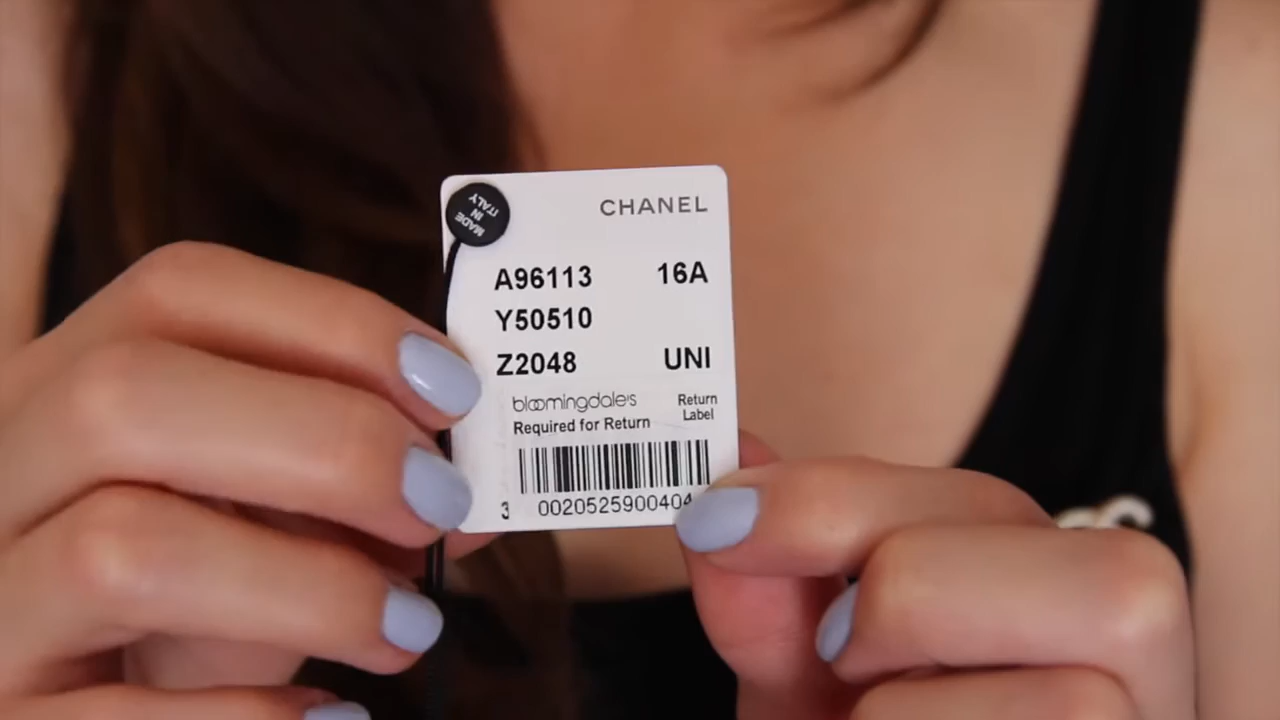 MADE
IN
ITALY
CHANEL
A96113 16A
Y50510
Z2048 UNI
bloomingdale's Return
Required for Return Label
3 0020525900404